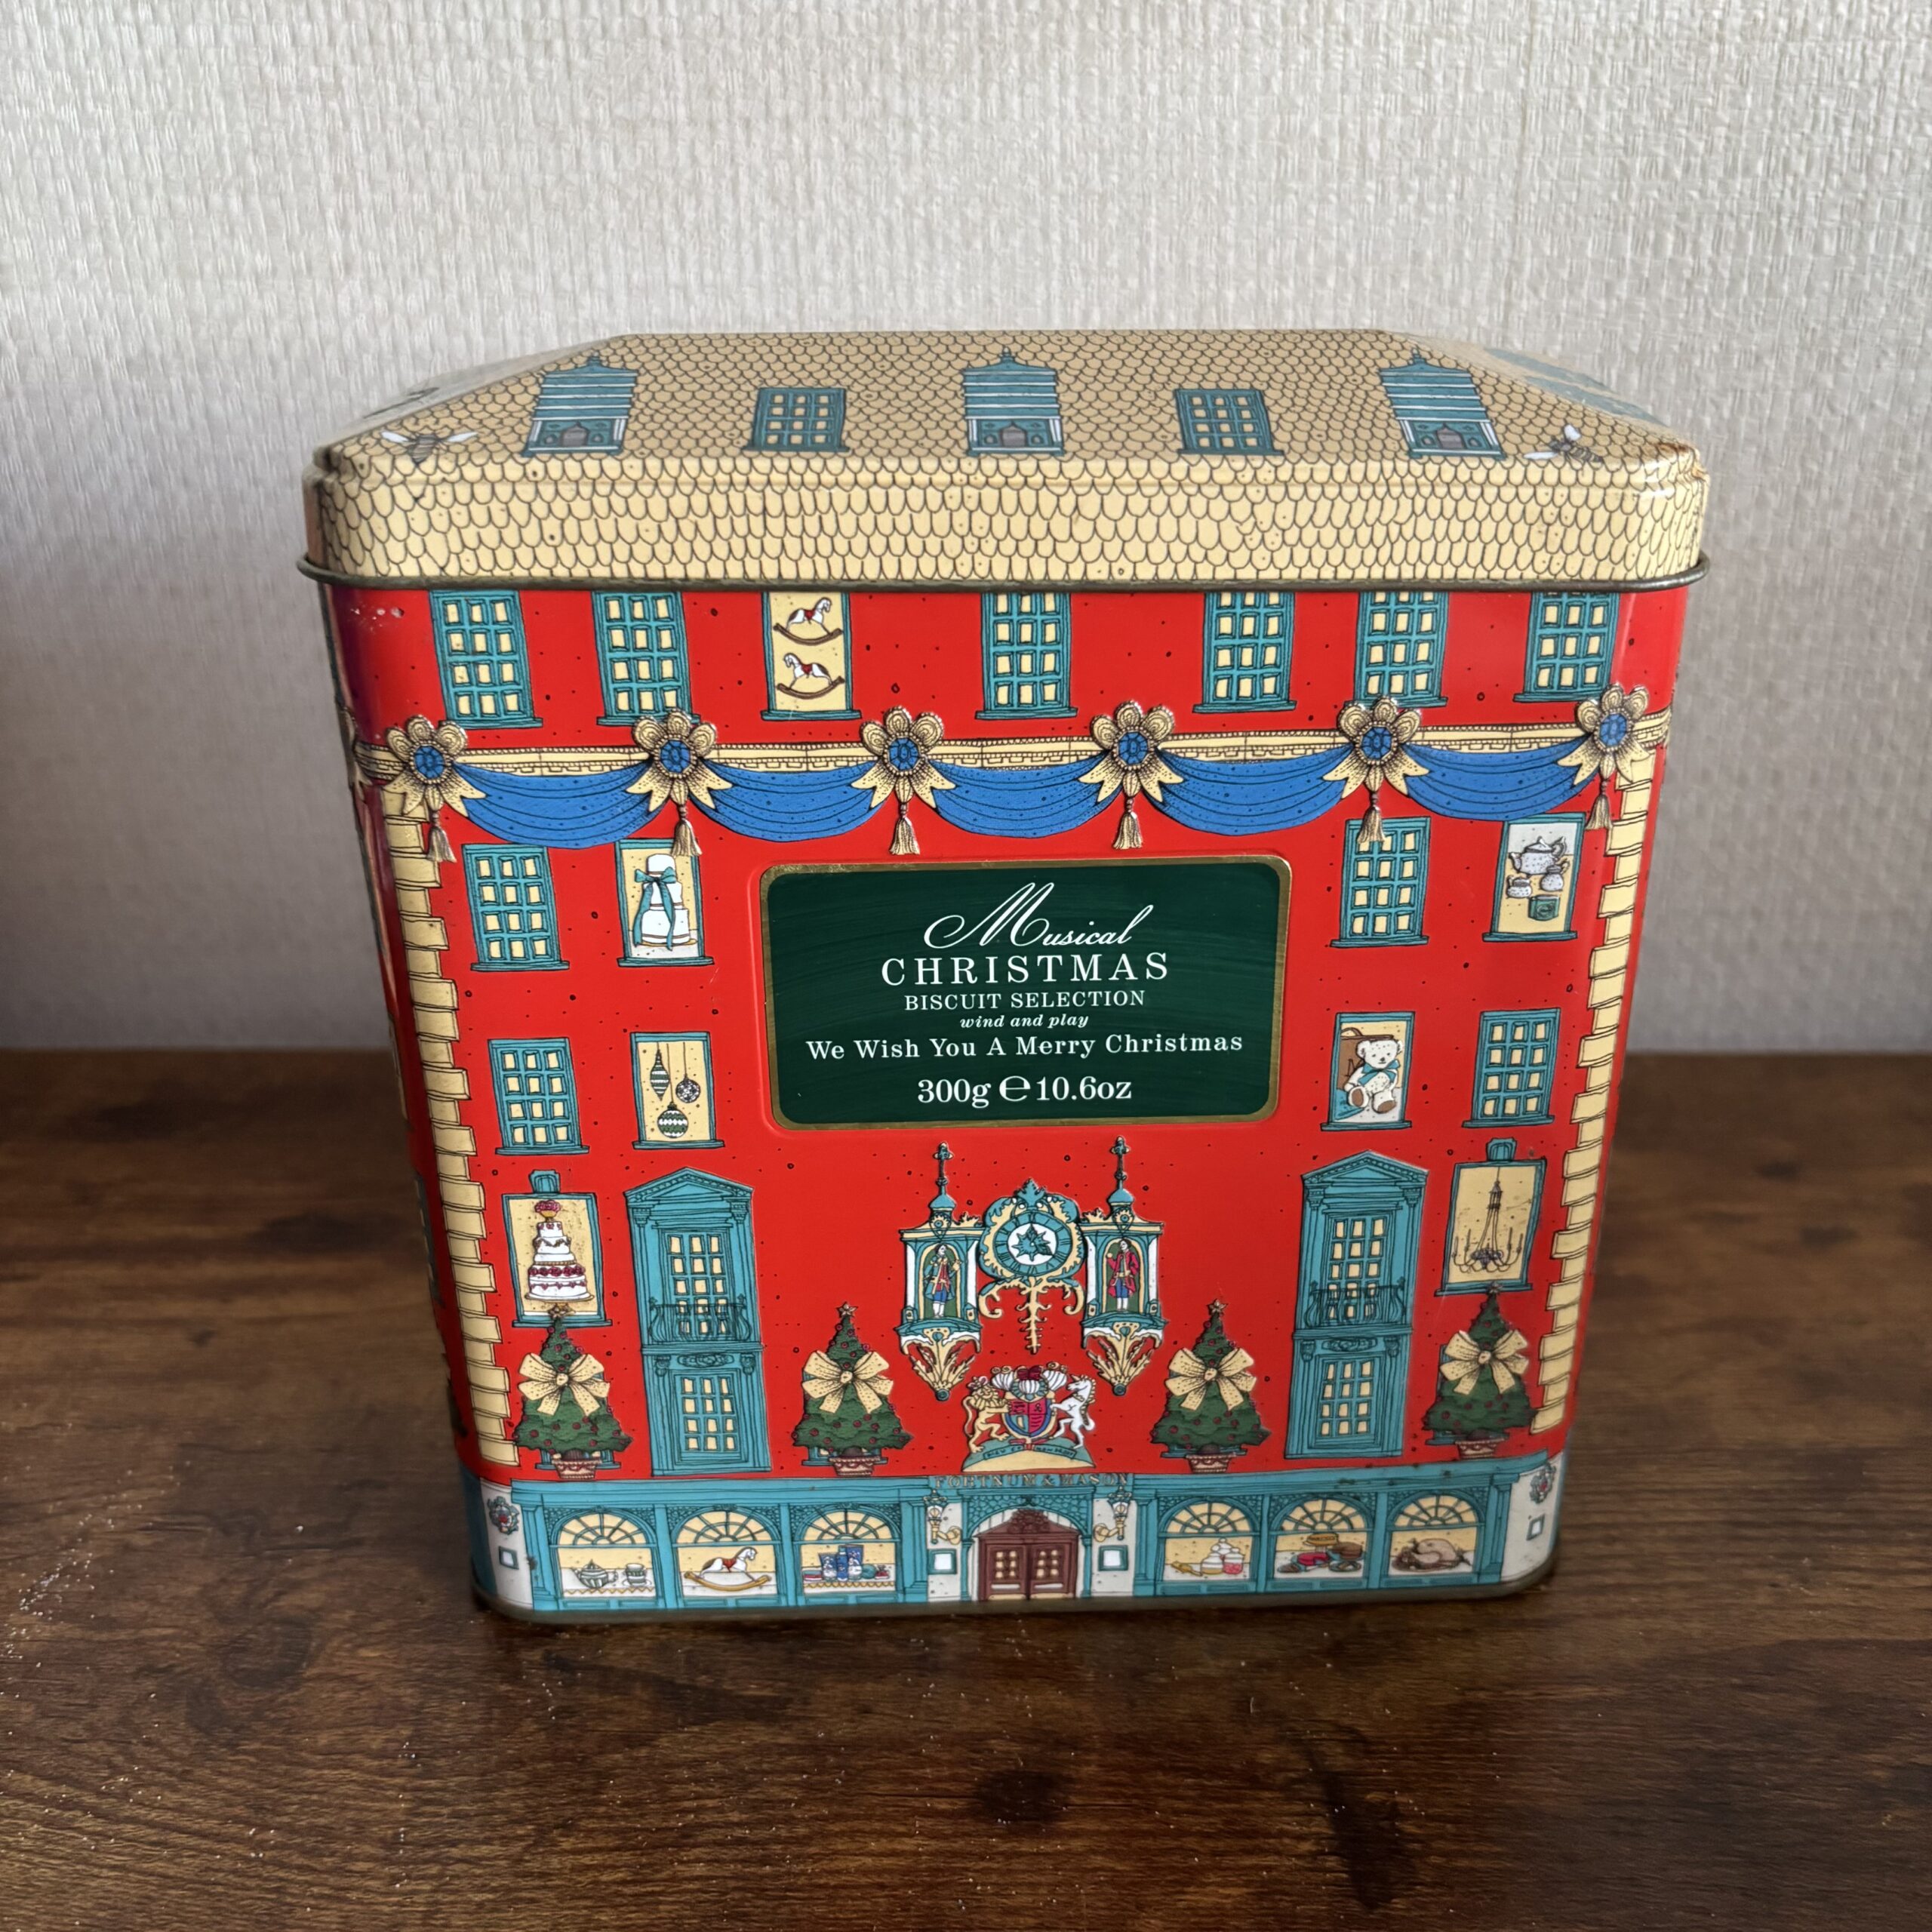 Musical
CHRISTMAS
BISCUIT SELECTION
wind and play
We Wish You A Merry Christmas
300g ℮ 10.6oz
FORTNUM & MASON